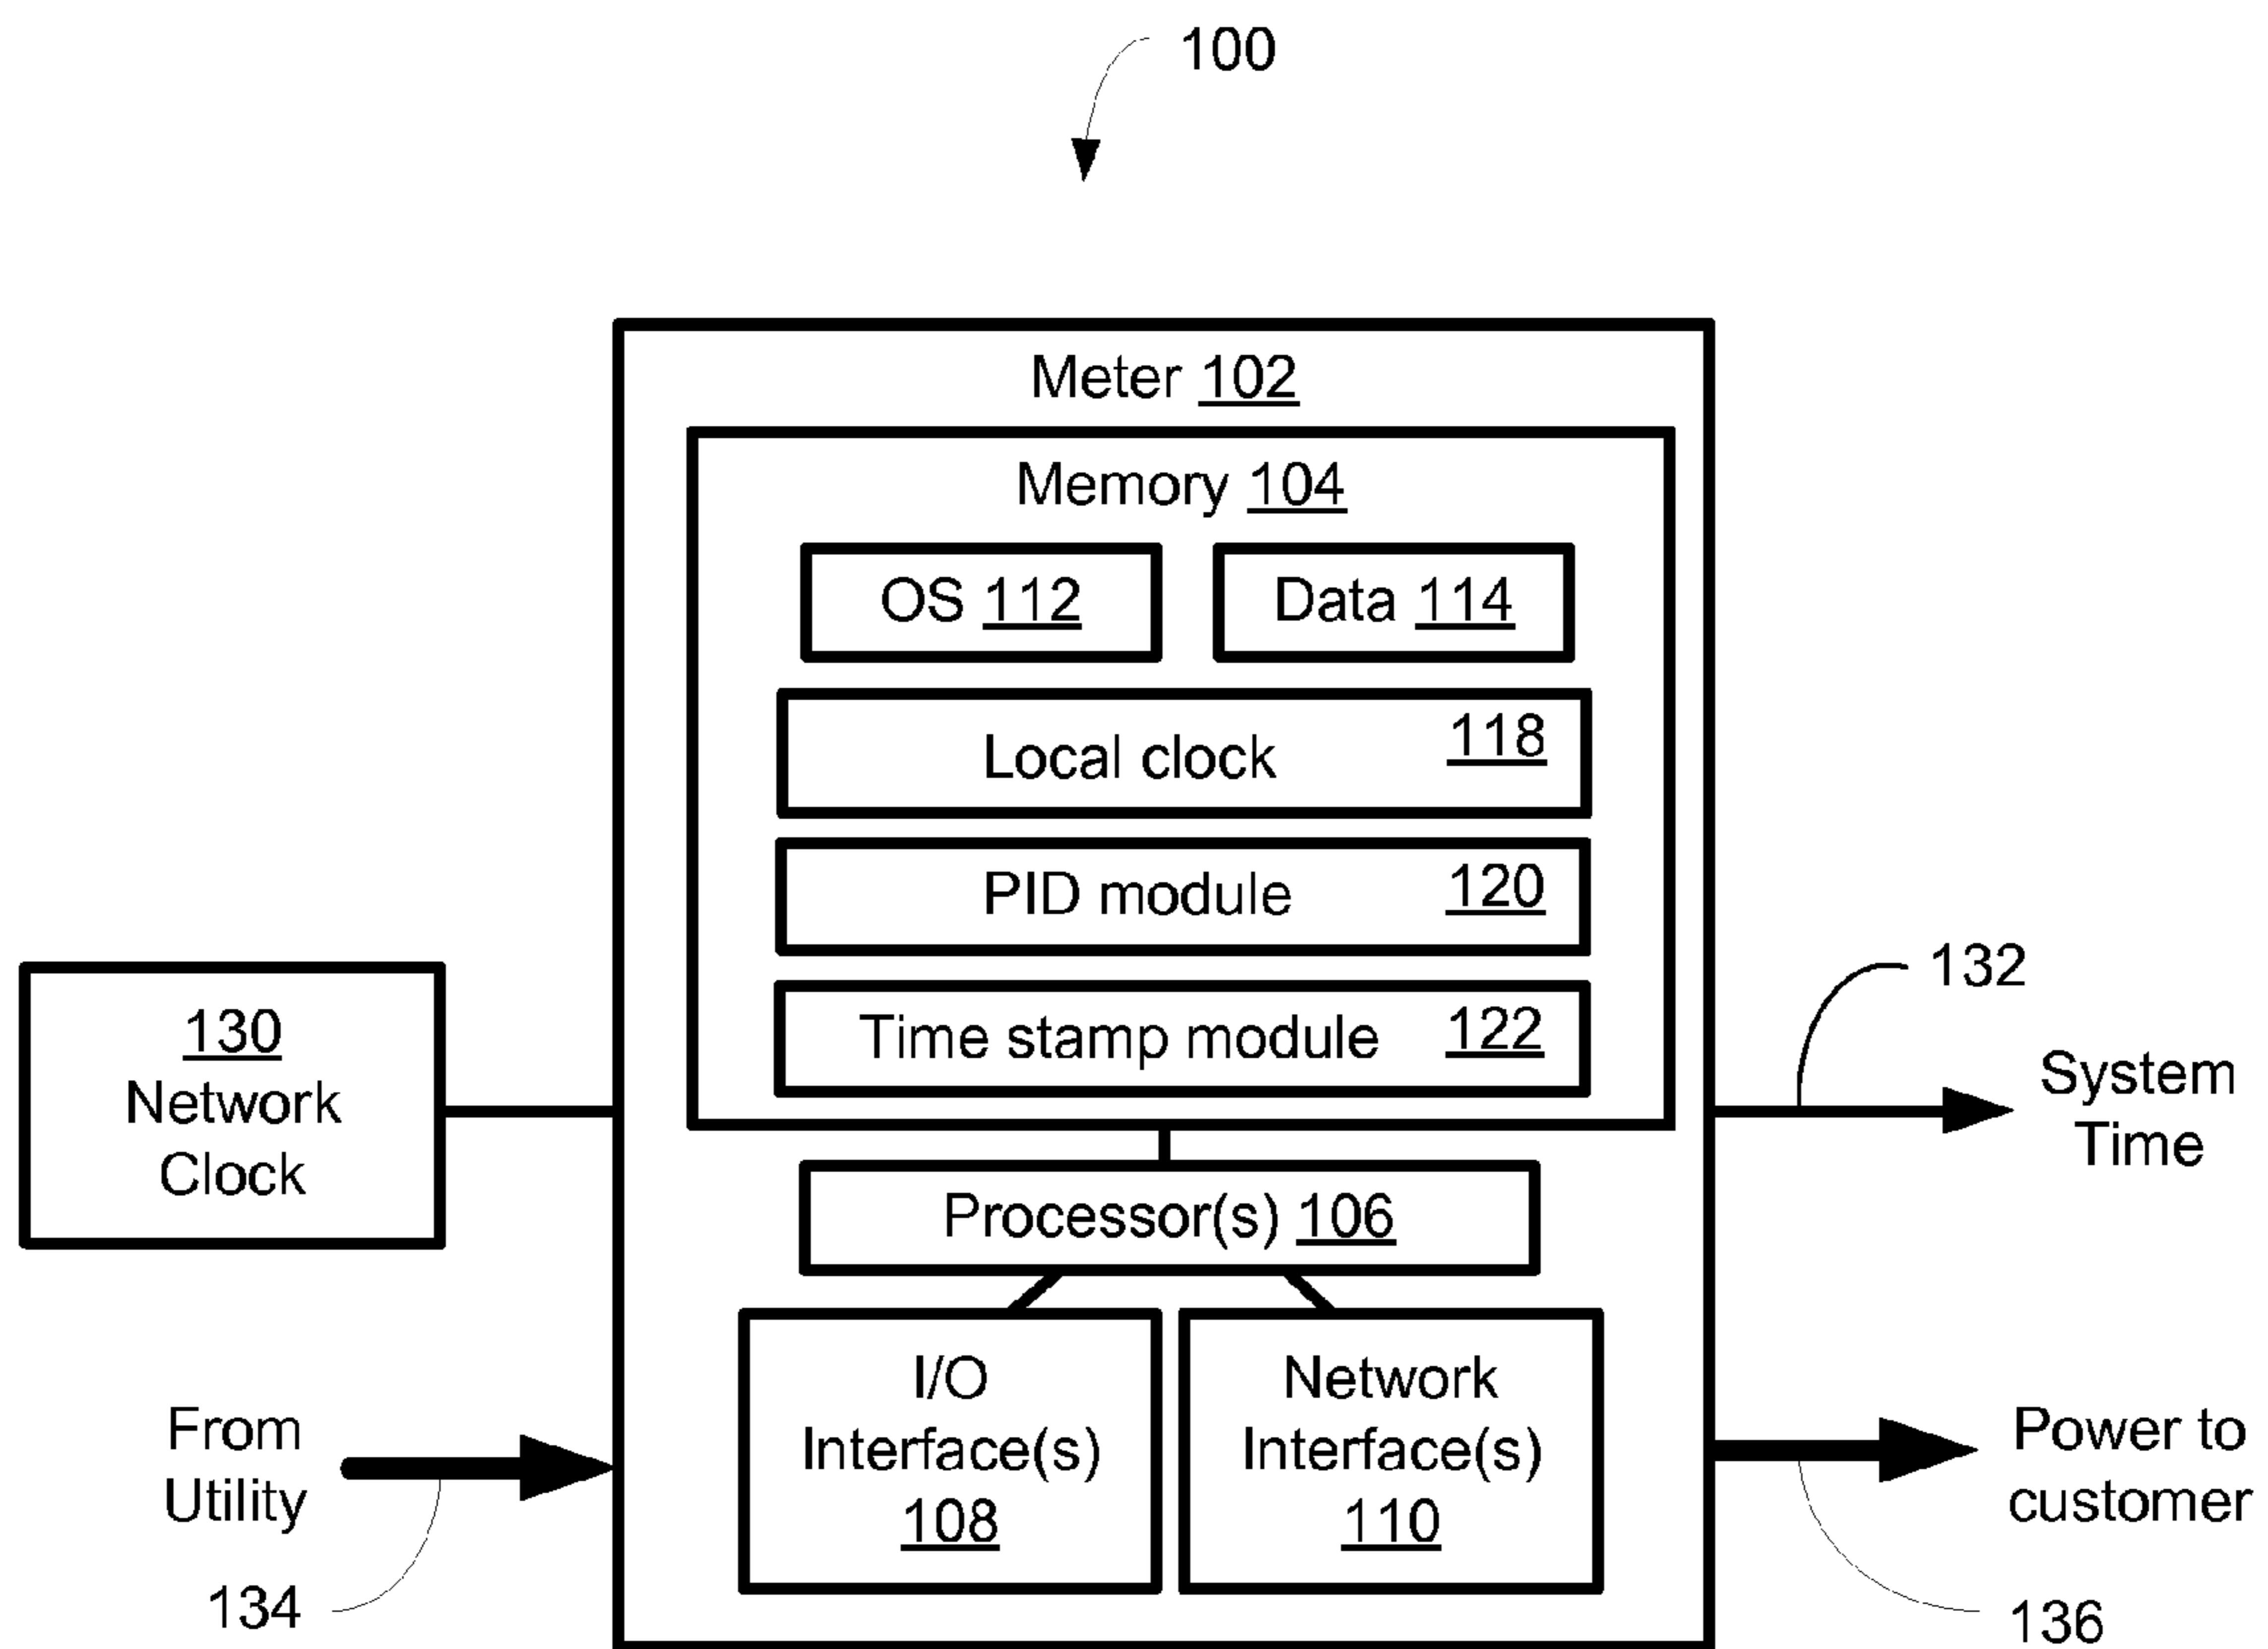 100
Meter 102
Memory 104
OS 112
Data 114
Local clock 118
PID module 120
Time stamp module 122
130
Network
Clock
132
System
Time
Processor(s) 106
I/O
Interface(s)
108
Network
Interface(s)
110
From
Utility
134
Power to
customer
136